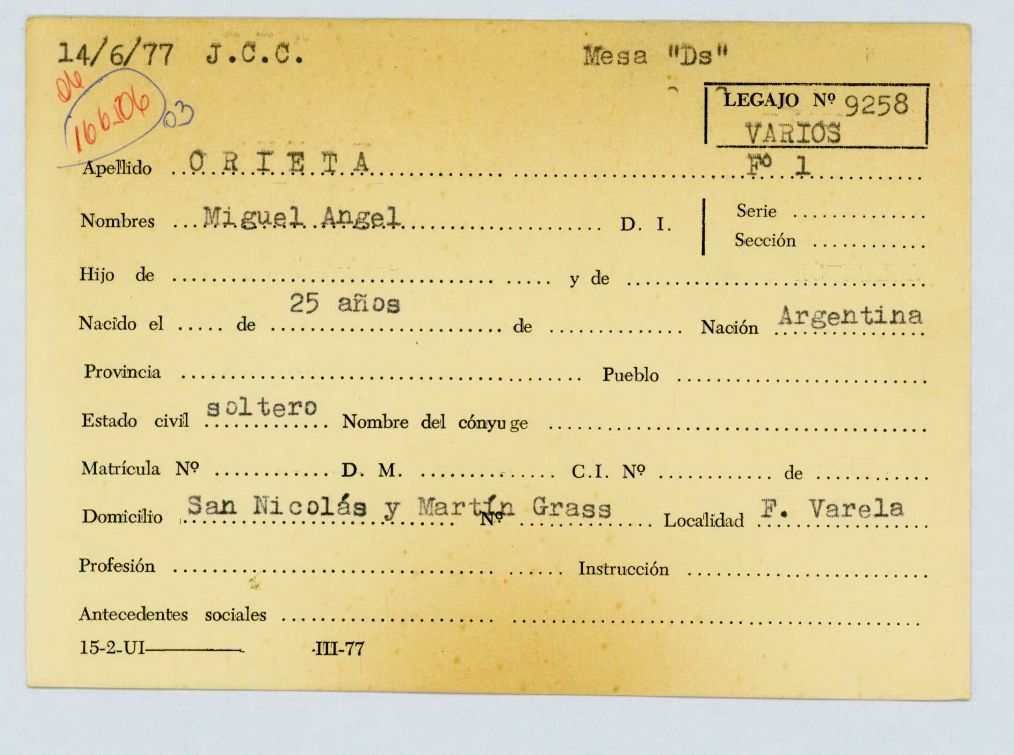 14/6/77 J.C.C. Mesa "Ds"
06
166506 03
LEGAJO Nº 9258
VARIOS
Fº 1
Apellido ORIETA
Nombres Miguel Angel D. I.
Serie
Sección
Hijo de y de
25 años
Nacido el de de Nación Argentina
Provincia Pueblo
Estado civil soltero Nombre del cónyuge
Matrícula Nº D. M. C.I. Nº de
Domicilio San Nicolás y Martín Grass Nº Localidad F. Varela
Profesión Instrucción
Antecedentes sociales
15-2-UI III-77